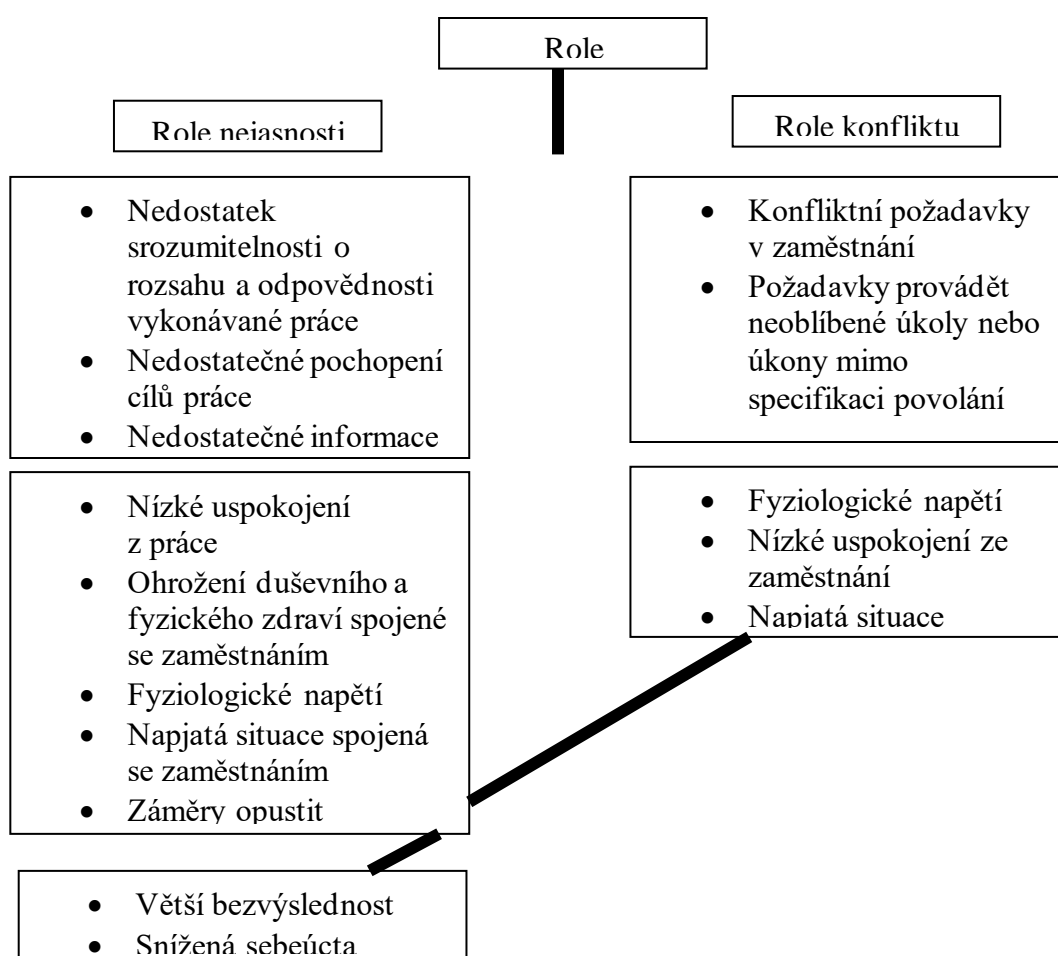 Role
Role nejasnosti
Role konfliktu
• Nedostatek
srozumitelnosti o
rozsahu a odpovědnosti
vykonávané práce
• Nedostatečné pochopení
cílů práce
• Nedostatečné informace
• Konfliktní požadavky
v zaměstnání
• Požadavky provádět
neoblíbené úkoly nebo
úkony mimo
specifikaci povolání
• Nízké uspokojení
z práce
• Ohrožení duševního a
fyzického zdraví spojené
se zaměstnáním
• Fyziologické napětí
• Napjatá situace spojená
se zaměstnáním
• Záměry opustit
• Fyziologické napětí
• Nízké uspokojení ze
zaměstnání
• Napjatá situace
• Větší bezvýslednost
• Snížená sebeúcta